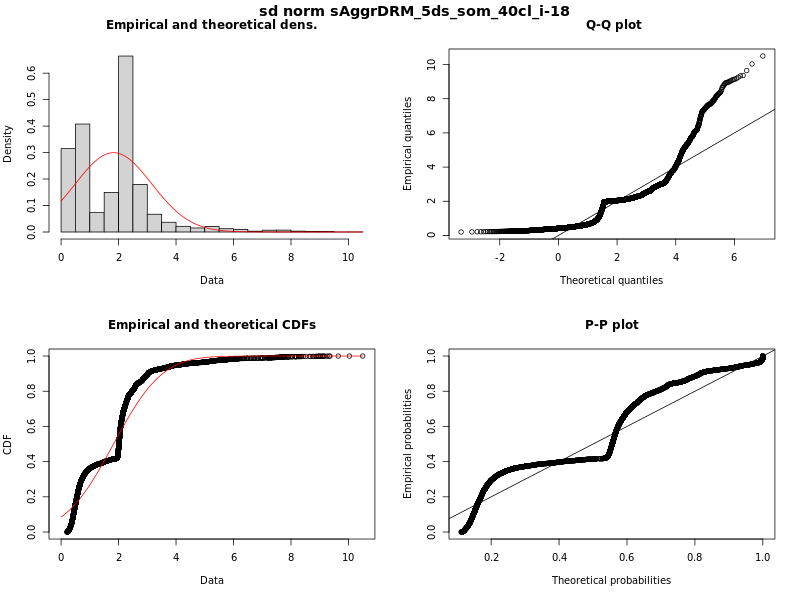 sd norm sAggrDRM_5ds_som_40cl_i-18
Empirical and theoretical dens.
Density
0.0 0.1 0.2 0.3 0.4 0.5 0.6
0 2 4 6 8 10
Data
Q-Q plot
Empirical quantiles
0 2 4 6 8 10
-2 0 2 4 6
Theoretical quantiles
Empirical and theoretical CDFs
CDF
0.0 0.2 0.4 0.6 0.8 1.0
0 2 4 6 8 10
Data
P-P plot
Empirical probabilities
0.0 0.2 0.4 0.6 0.8 1.0
0.2 0.4 0.6 0.8 1.0
Theoretical probabilities